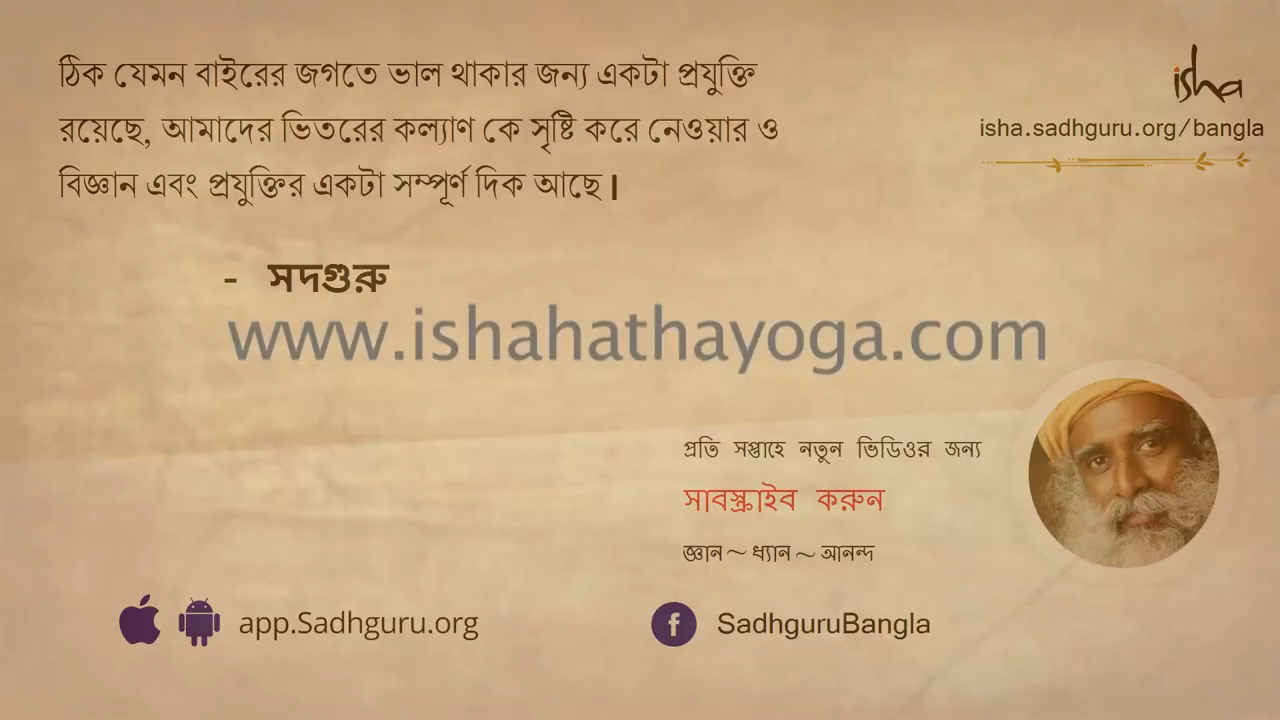 ঠিক যেমন বাইরের জগতে ভাল থাকার জন্য একটা প্রযুক্তি
রয়েছে, আমাদের ভিতরের কল্যাণ কে সৃষ্টি করে নেওয়ার ও
বিজ্ঞান এবং প্রযুক্তির একটা সম্পূর্ণ দিক আছে।
- সদগুরু
isha
isha.sadhguru.org/bangla
www.ishahathayoga.com
প্রতি সপ্তাহে নতুন ভিডিওর জন্য
সাবস্ক্রাইব করুন
জ্ঞান ~ ধ্যান ~ আনন্দ
app.Sadhguru.org
f SadhguruBangla